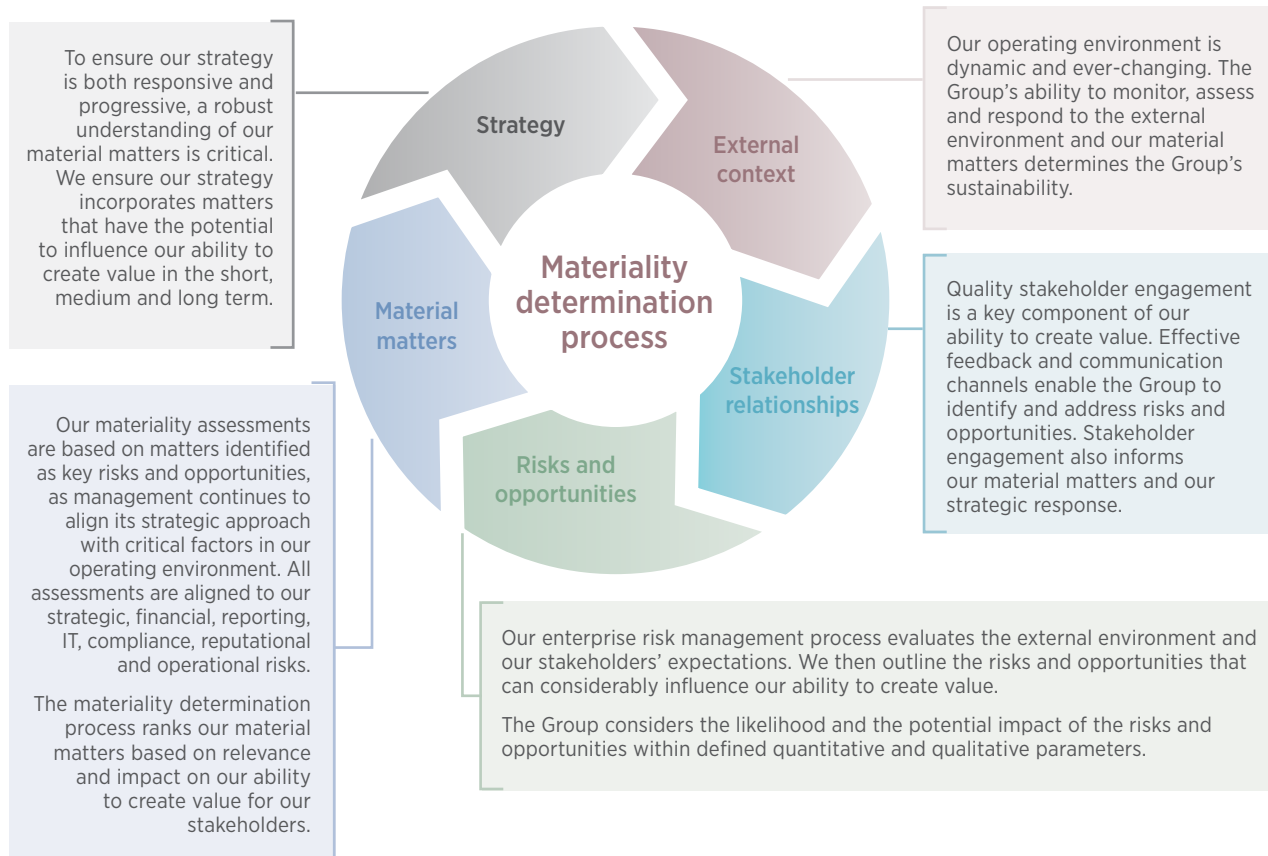 To ensure our strategy
is both responsive and
progressive, a robust
understanding of our
material matters is critical.
We ensure our strategy
incorporates matters
that have the potential
to influence our ability to
create value in the short,
medium and long term.
Strategy
External
context
Our operating environment is
dynamic and ever-changing. The
Group’s ability to monitor, assess
and respond to the external
environment and our material
matters determines the Group’s
sustainability.
Materiality
determination
process
Material
matters
Stakeholder
relationships
Quality stakeholder engagement
is a key component of our
ability to create value. Effective
feedback and communication
channels enable the Group to
identify and address risks and
opportunities. Stakeholder
engagement also informs
our material matters and our
strategic response.
Risks and
opportunities
Our materiality assessments
are based on matters identified
as key risks and opportunities,
as management continues to
align its strategic approach
with critical factors in our
operating environment. All
assessments are aligned to our
strategic, financial, reporting,
IT, compliance, reputational
and operational risks.
The materiality determination
process ranks our material
matters based on relevance
and impact on our ability
to create value for our
stakeholders.
Our enterprise risk management process evaluates the external environment and
our stakeholders’ expectations. We then outline the risks and opportunities that
can considerably influence our ability to create value.
The Group considers the likelihood and the potential impact of the risks and
opportunities within defined quantitative and qualitative parameters.